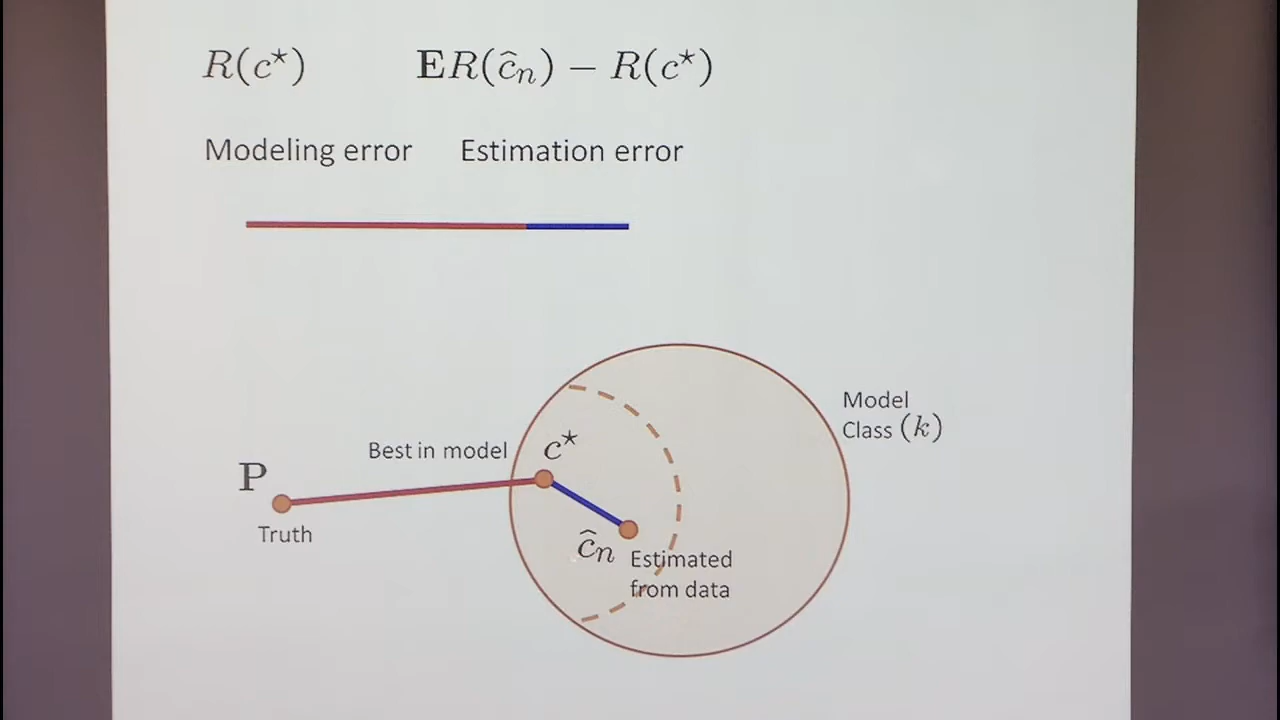 R(c⋆)   𝐄R(ĉₙ) − R(c⋆)
Modeling error   Estimation error
Model
Class (k)
Best in model
c⋆
𝐏
Truth
ĉₙ
Estimated
from data